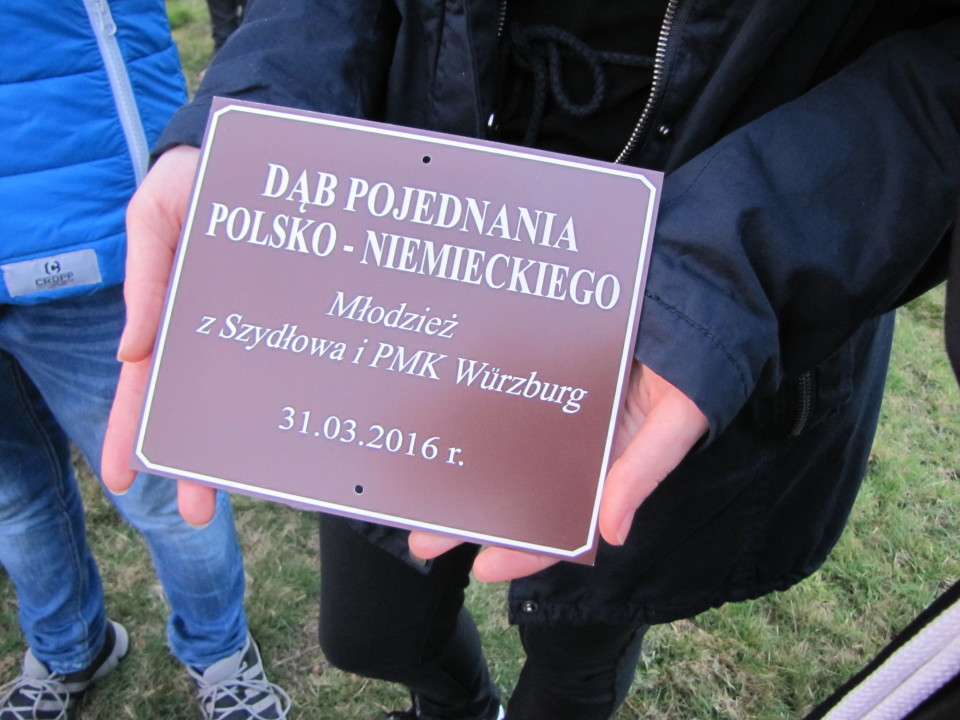 DĄB POJEDNANIA
POLSKO - NIEMIECKIEGO
Młodzież
z Szydłowa i PMK Würzburg
31.03.2016 r.
CROPP